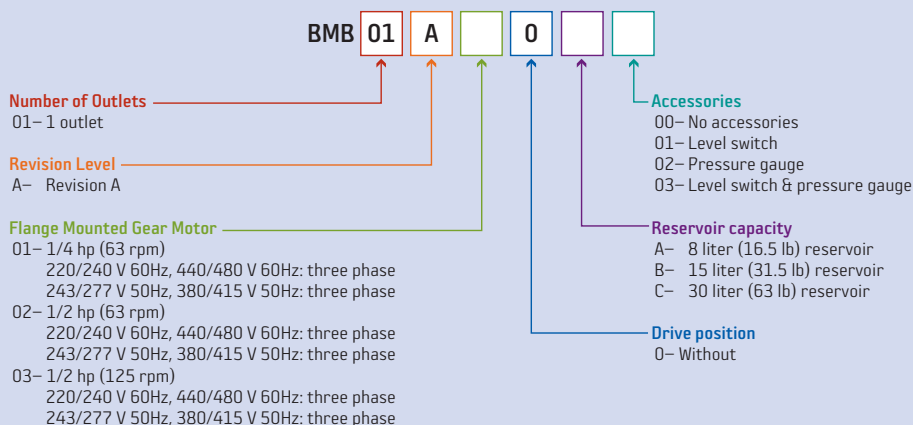 BMB 01 A 0
Number of Outlets
01– 1 outlet
Revision Level
A– Revision A
Flange Mounted Gear Motor
01– 1/4 hp (63 rpm)
220/240 V 60Hz, 440/480 V 60Hz: three phase
243/277 V 50Hz, 380/415 V 50Hz: three phase
02– 1/2 hp (63 rpm)
220/240 V 60Hz, 440/480 V 60Hz: three phase
243/277 V 50Hz, 380/415 V 50Hz: three phase
03– 1/2 hp (125 rpm)
220/240 V 60Hz, 440/480 V 60Hz: three phase
243/277 V 50Hz, 380/415 V 50Hz: three phase
Accessories
00– No accessories
01– Level switch
02– Pressure gauge
03– Level switch & pressure gauge
Reservoir capacity
A– 8 liter (16.5 lb) reservoir
B– 15 liter (31.5 lb) reservoir
C– 30 liter (63 lb) reservoir
Drive position
0– Without